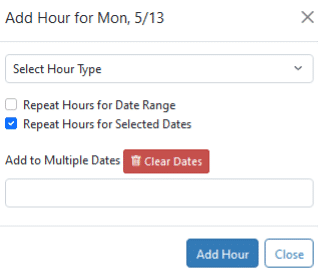 Add Hour for Mon, 5/13
Select Hour Type
Repeat Hours for Date Range
Repeat Hours for Selected Dates
Add to Multiple Dates Clear Dates
Add Hour Close